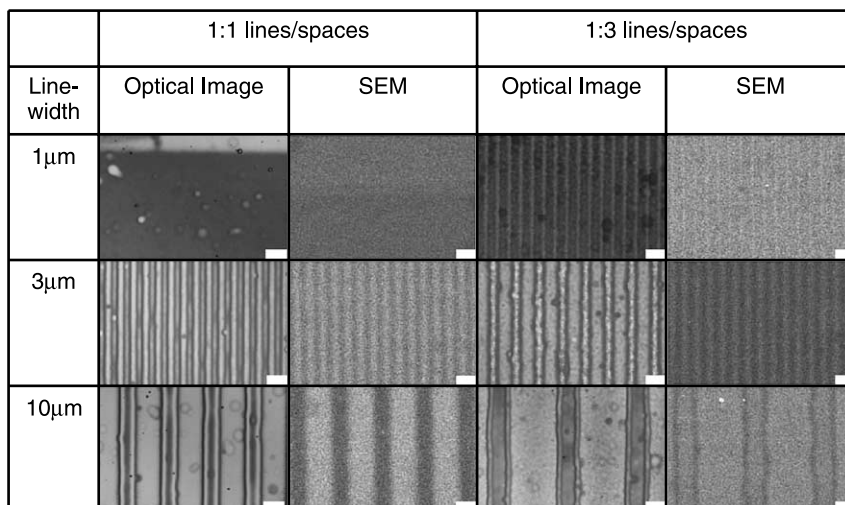 1:1 lines/spaces 1:3 lines/spaces
Line-
width Optical Image SEM Optical Image SEM
1μm
3μm
10μm